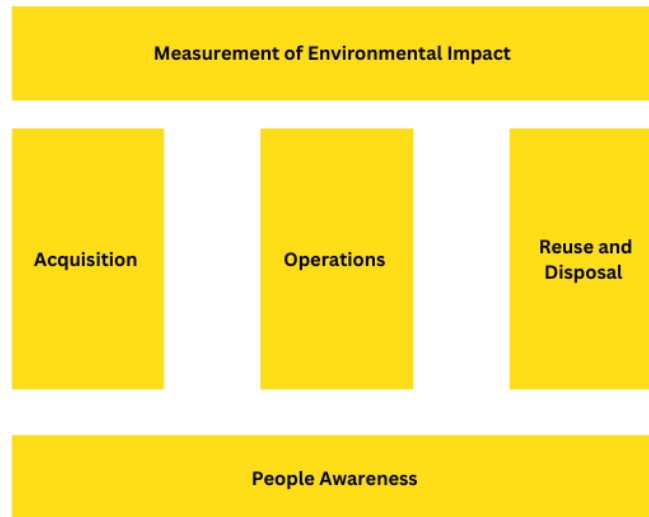 Measurement of Environmental Impact
Acquisition
Operations
Reuse and
Disposal
People Awareness